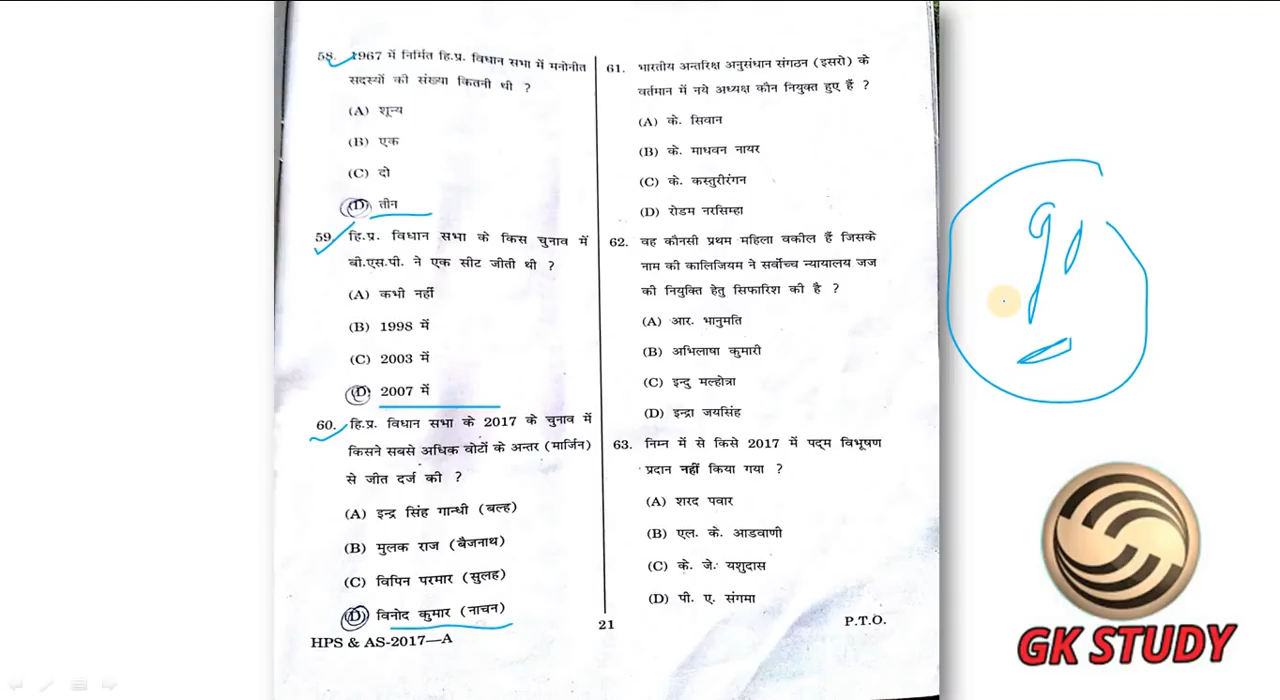 58. 1967 में निर्मित हि.प्र. विधान सभा में मनोनीत
सदस्यों की संख्या कितनी थी ?
(A) शून्य
(B) एक
(C) दो
(D) तीन
59. हि.प्र. विधान सभा के किस चुनाव में
बी.एस.पी. ने एक सीट जीती थी ?
(A) कभी नहीं
(B) 1998 में
(C) 2003 में
(D) 2007 में
60. हि.प्र. विधान सभा के 2017 के चुनाव में
किसने सबसे अधिक वोटों के अन्तर (मार्जिन)
से जीत दर्ज की ?
(A) इन्द्र सिंह गान्धी (बल्ह)
(B) मुलक राज (बैजनाथ)
(C) विपिन परमार (सुलह)
(D) विनोद कुमार (नाचन)
HPS & AS-2017—A
61. भारतीय अन्तरिक्ष अनुसंधान संगठन (इसरो) के
वर्तमान में नये अध्यक्ष कौन नियुक्त हुए हैं ?
(A) के. सिवान
(B) के. माधवन नायर
(C) के. कस्तुरीरंगन
(D) रोडम नरसिम्हा
62. वह कौनसी प्रथम महिला वकील हैं जिसके
नाम की कालिजियम ने सर्वोच्च न्यायालय जज
की नियुक्ति हेतु सिफारिश की है ?
(A) आर. भानुमति
(B) अभिलाषा कुमारी
(C) इन्दु मल्होत्रा
(D) इन्द्रा जयसिंह
63. निम्न में से किसे 2017 में पद्म विभूषण
प्रदान नहीं किया गया ?
(A) शरद पवार
(B) एल. के. आडवाणी
(C) के. जे. यशुदास
(D) पी. ए. संगमा
21
P.T.O.
GK STUDY